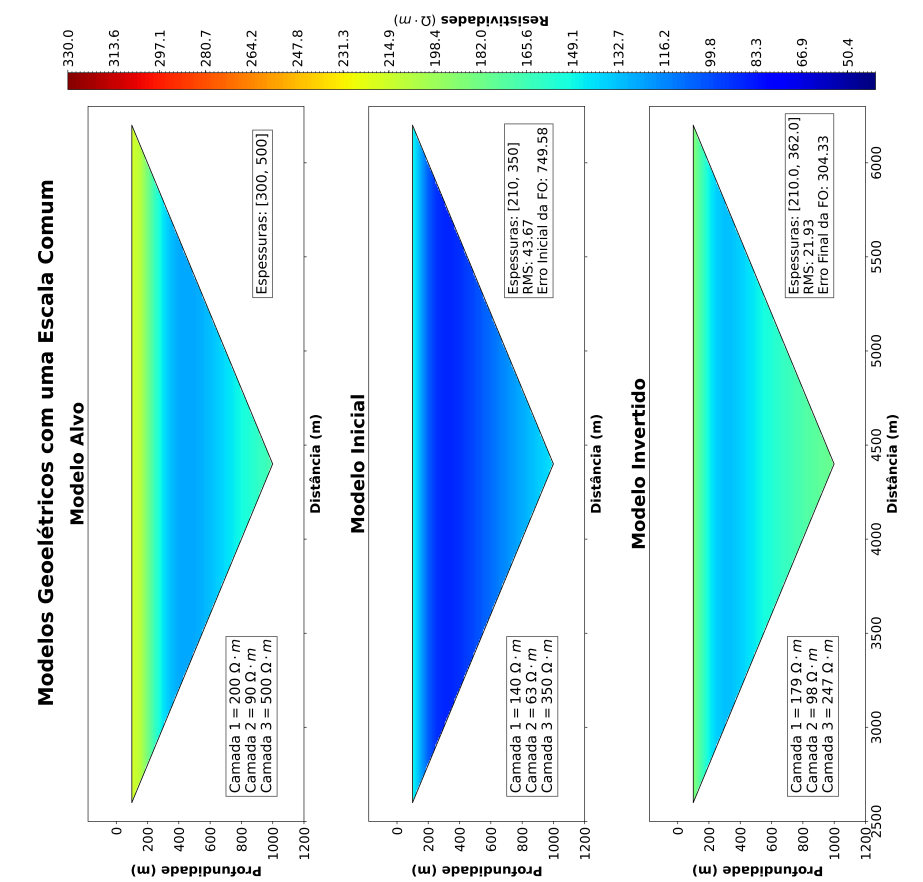 Modelos Geoelétricos com uma Escala Comum
Modelo Alvo
Profundidade (m)
0
200
400
600
800
1000
1200
Camada 1 = 200 Ω · m
Camada 2 = 90 Ω · m
Camada 3 = 500 Ω · m
Espessuras: [300, 500]
Distância (m)
Modelo Inicial
Profundidade (m)
0
200
400
600
800
1000
1200
Camada 1 = 140 Ω · m
Camada 2 = 63 Ω · m
Camada 3 = 350 Ω · m
Espessuras: [210, 350]
RMS: 43.67
Erro Inicial da FO: 749.58
Distância (m)
Modelo Invertido
Profundidade (m)
0
200
400
600
800
1000
1200
Camada 1 = 179 Ω · m
Camada 2 = 98 Ω · m
Camada 3 = 247 Ω · m
Espessuras: [210.0, 362.0]
RMS: 21.93
Erro Final da FO: 304.33
2500 3000 3500 4000 4500 5000 5500 6000
Distância (m)
330.0
313.6
297.1
280.7
264.2
247.8
231.3
214.9
198.4
182.0
165.6
149.1
132.7
116.2
99.8
83.3
66.9
50.4
Resistividades (Ω · m)